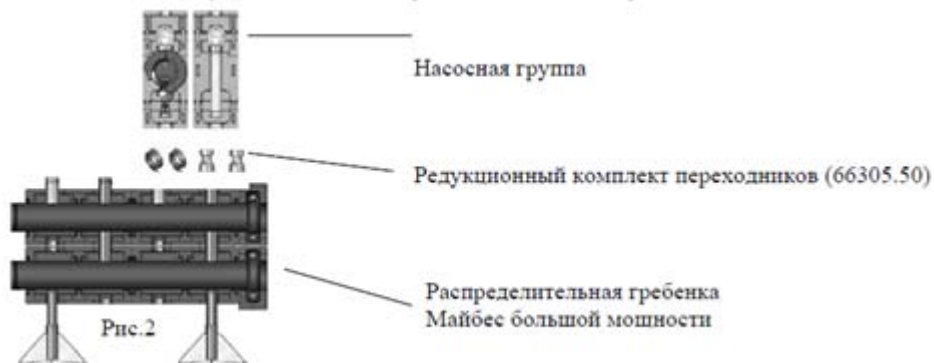 Насосная группа
Редукционный комплект переходников (66305.50)
Распределительная гребенка
Майбес большой мощности
Рис.2